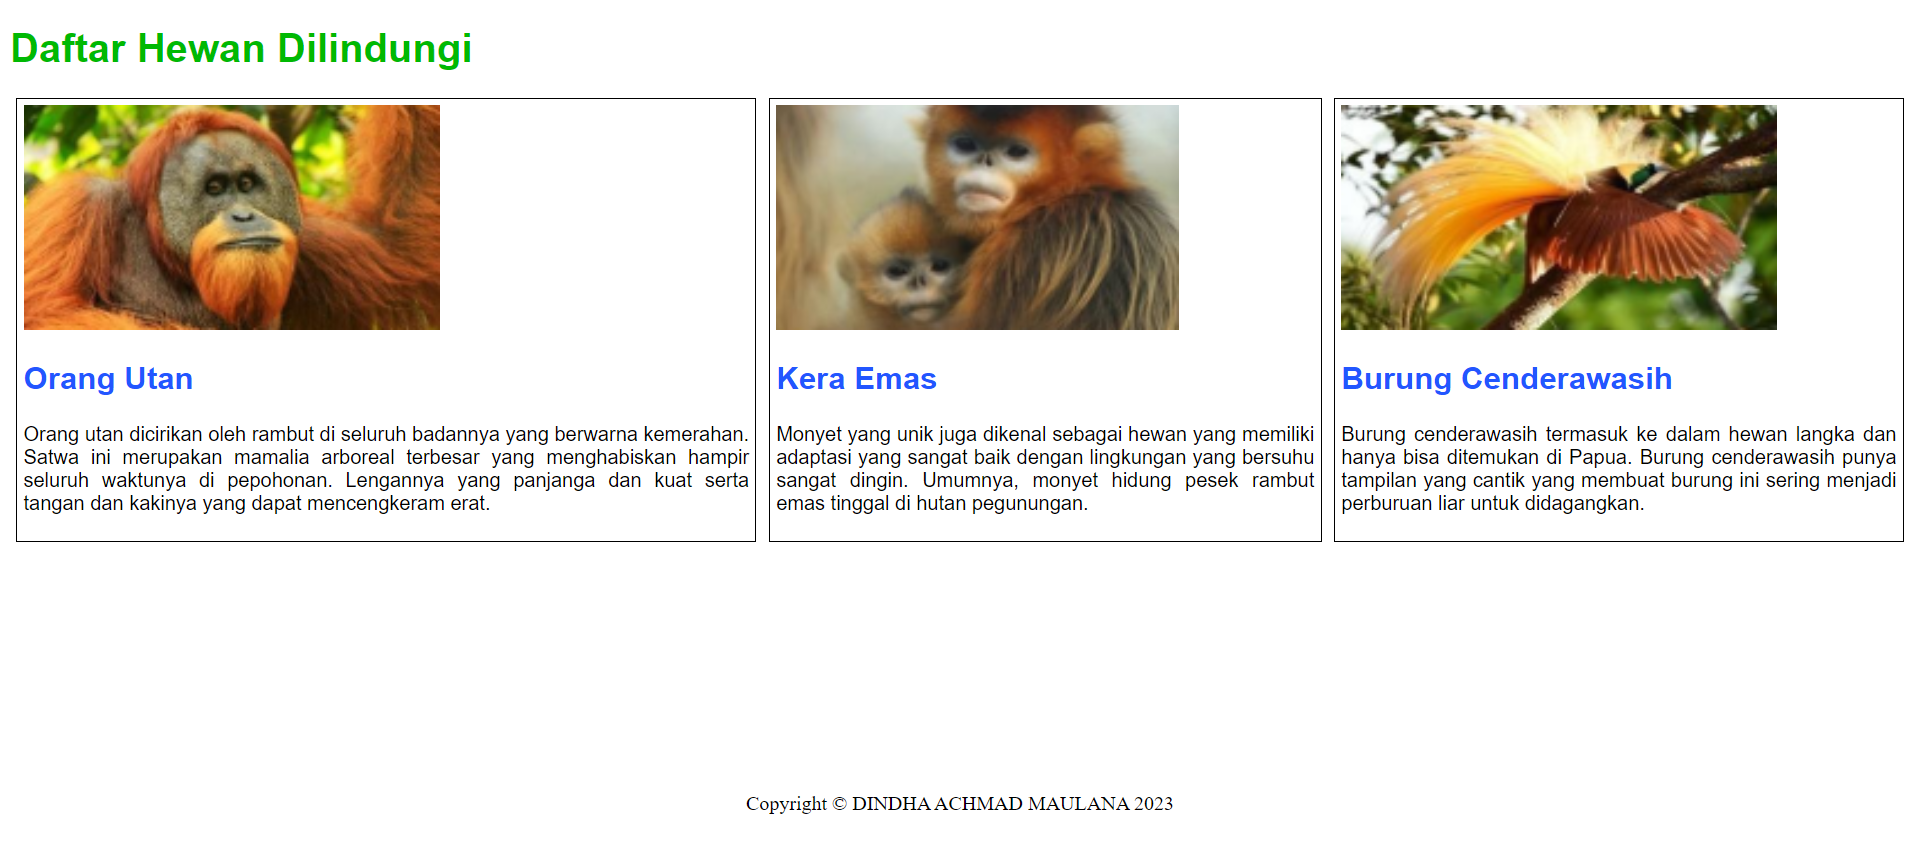 Daftar Hewan Dilindungi
Orang Utan
Orang utan dicirikan oleh rambut di seluruh badannya yang berwarna kemerahan.
Satwa ini merupakan mamalia arboreal terbesar yang menghabiskan hampir
seluruh waktunya di pepohonan. Lengannya yang panjanga dan kuat serta
tangan dan kakinya yang dapat mencengkeram erat.
Kera Emas
Monyet yang unik juga dikenal sebagai hewan yang memiliki
adaptasi yang sangat baik dengan lingkungan yang bersuhu
sangat dingin. Umumnya, monyet hidung pesek rambut
emas tinggal di hutan pegunungan.
Burung Cenderawasih
Burung cenderawasih termasuk ke dalam hewan langka dan
hanya bisa ditemukan di Papua. Burung cenderawasih punya
tampilan yang cantik yang membuat burung ini sering menjadi
perburuan liar untuk didagangkan.
Copyright © DINDHA ACHMAD MAULANA 2023